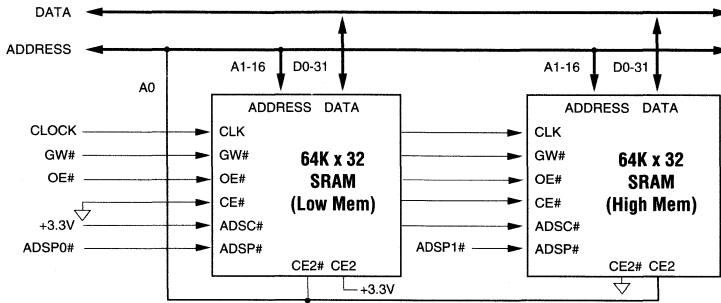 DATA
ADDRESS
A1-16 D0-31
A1-16 D0-31
A0
ADDRESS DATA
ADDRESS DATA
CLOCK
CLK
CLK
GW#
GW#
GW#
64K x 32
SRAM
(Low Mem)
64K x 32
SRAM
(High Mem)
OE#
OE#
OE#
CE#
CE#
+3.3V
ADSC#
ADSC#
ADSP0#
ADSP#
ADSP1#
ADSP#
CE2# CE2
CE2# CE2
+3.3V